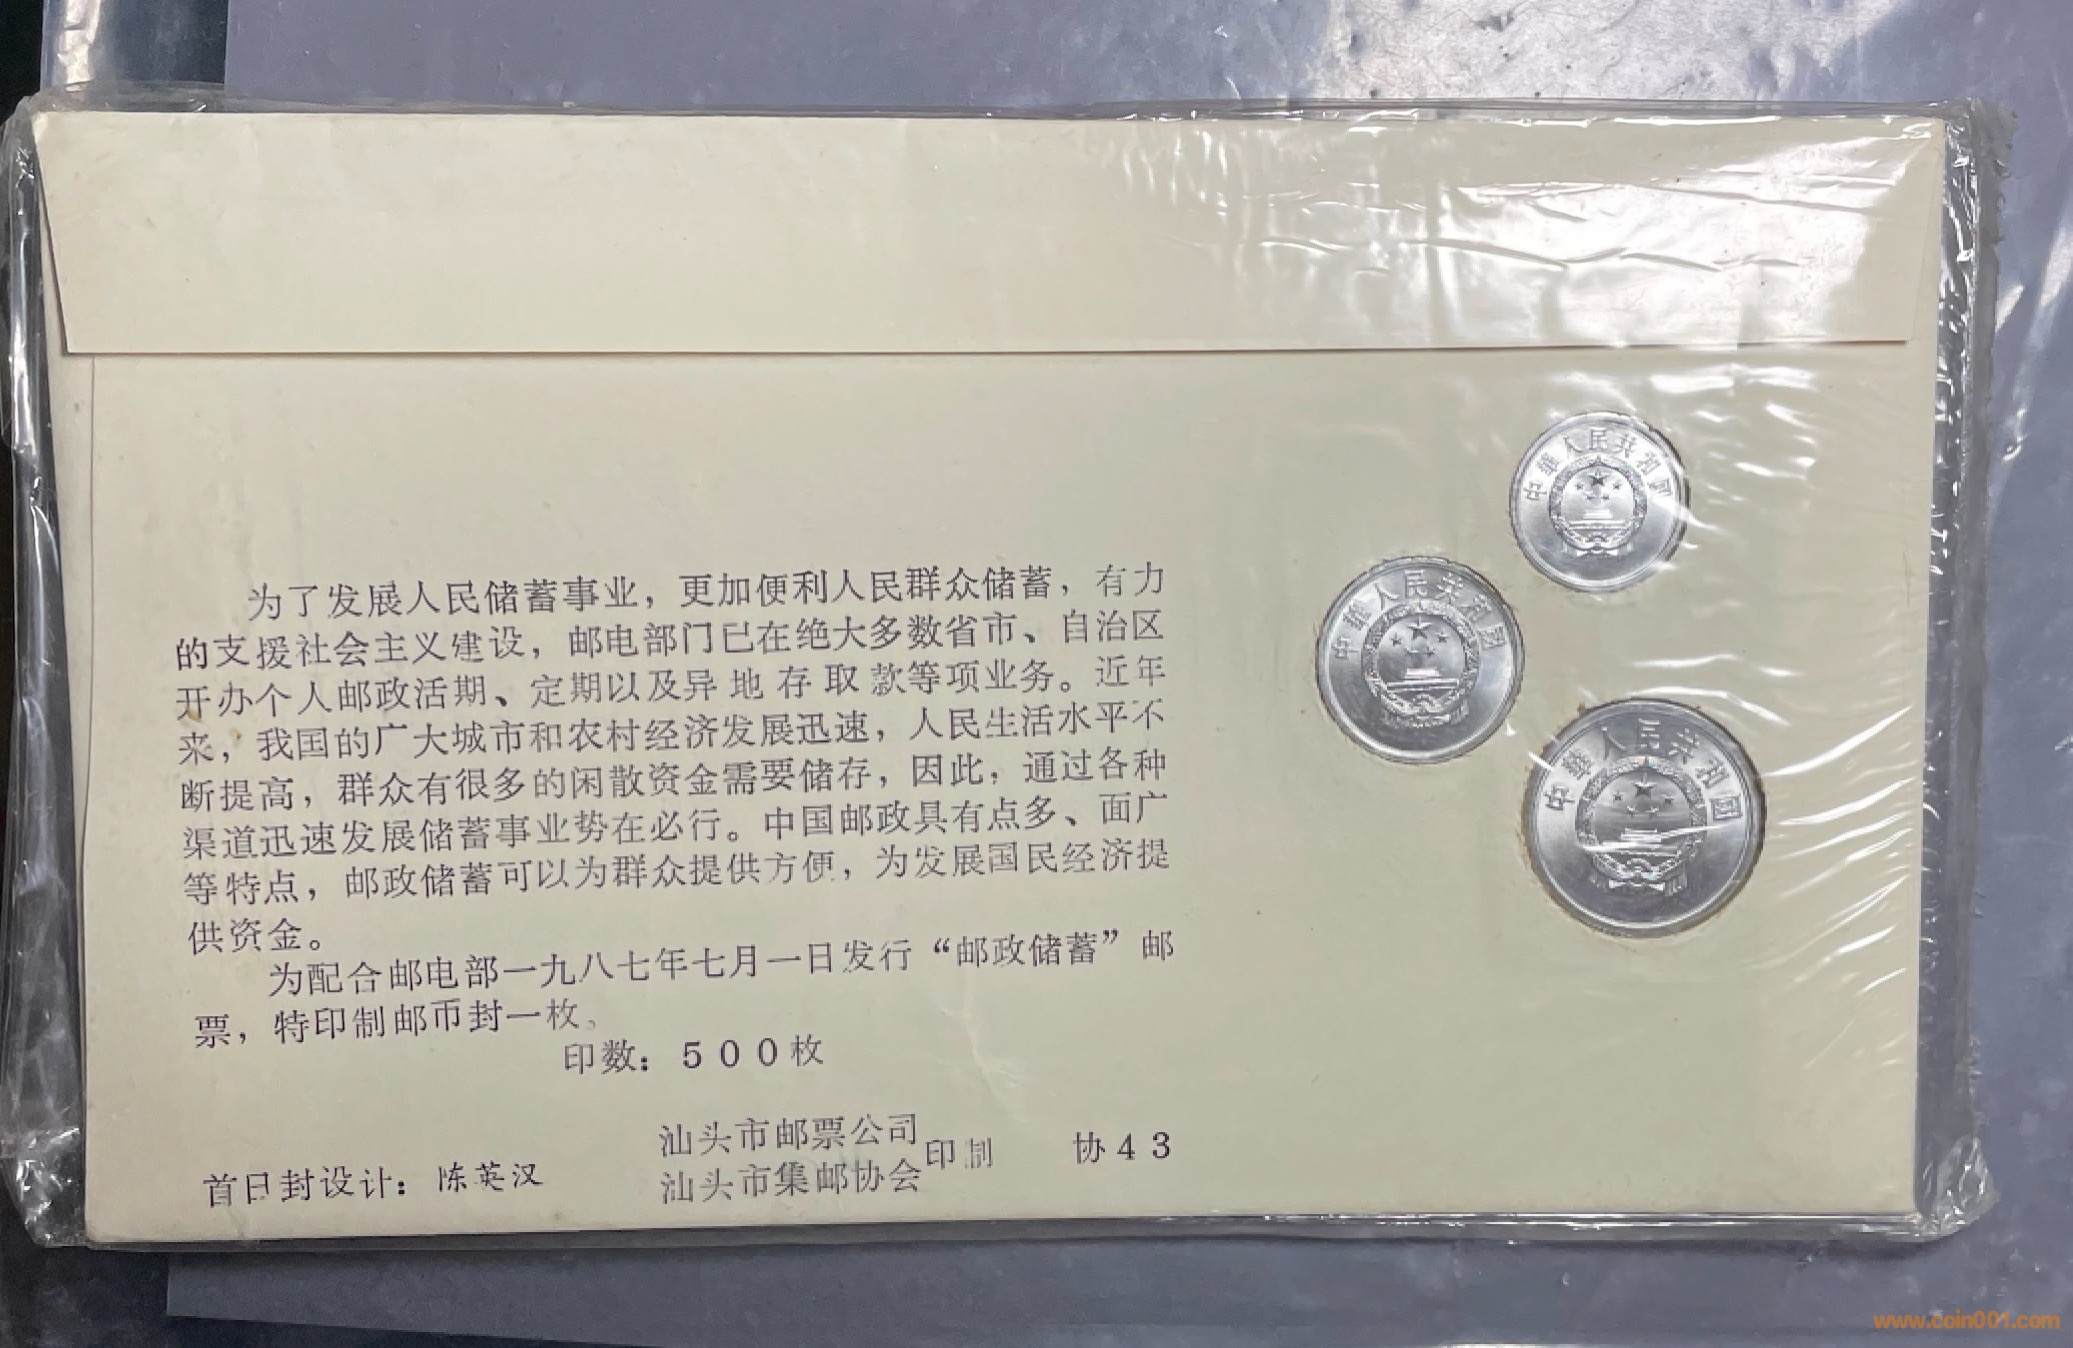 为了发展人民储蓄事业，更加便利人民群众储蓄，有力
的支援社会主义建设，邮电部门已在绝大多数省市、自治区
开办个人邮政活期、定期以及异地存取款等项业务。近年
来，我国的广大城市和农村经济发展迅速，人民生活水平不
断提高，群众有很多的闲散资金需要储存，因此，通过各种
渠道迅速发展储蓄事业势在必行。中国邮政具有点多、面广
等特点，邮政储蓄可以为群众提供方便，为发展国民经济提
供资金。
为配合邮电部一九八七年七月一日发行“邮政储蓄”邮
票，特印制邮币封一枚。
印数：500枚
首日封设计：陈英汉
汕头市邮票公司
汕头市集邮协会
印制
协43
中华人民共和国
中华人民共和国
中华人民共和国
www.coin001.com